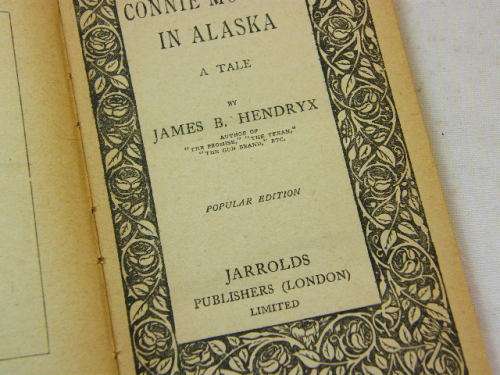 CONNIE
IN ALASKA
A TALE
BY
JAMES B. HENDRYX
AUTHOR OF
"THE PROMISE," "THE TEXAN,"
"THE GUN BRAND," ETC.
POPULAR EDITION
JARROLDS
PUBLISHERS (LONDON)
LIMITED